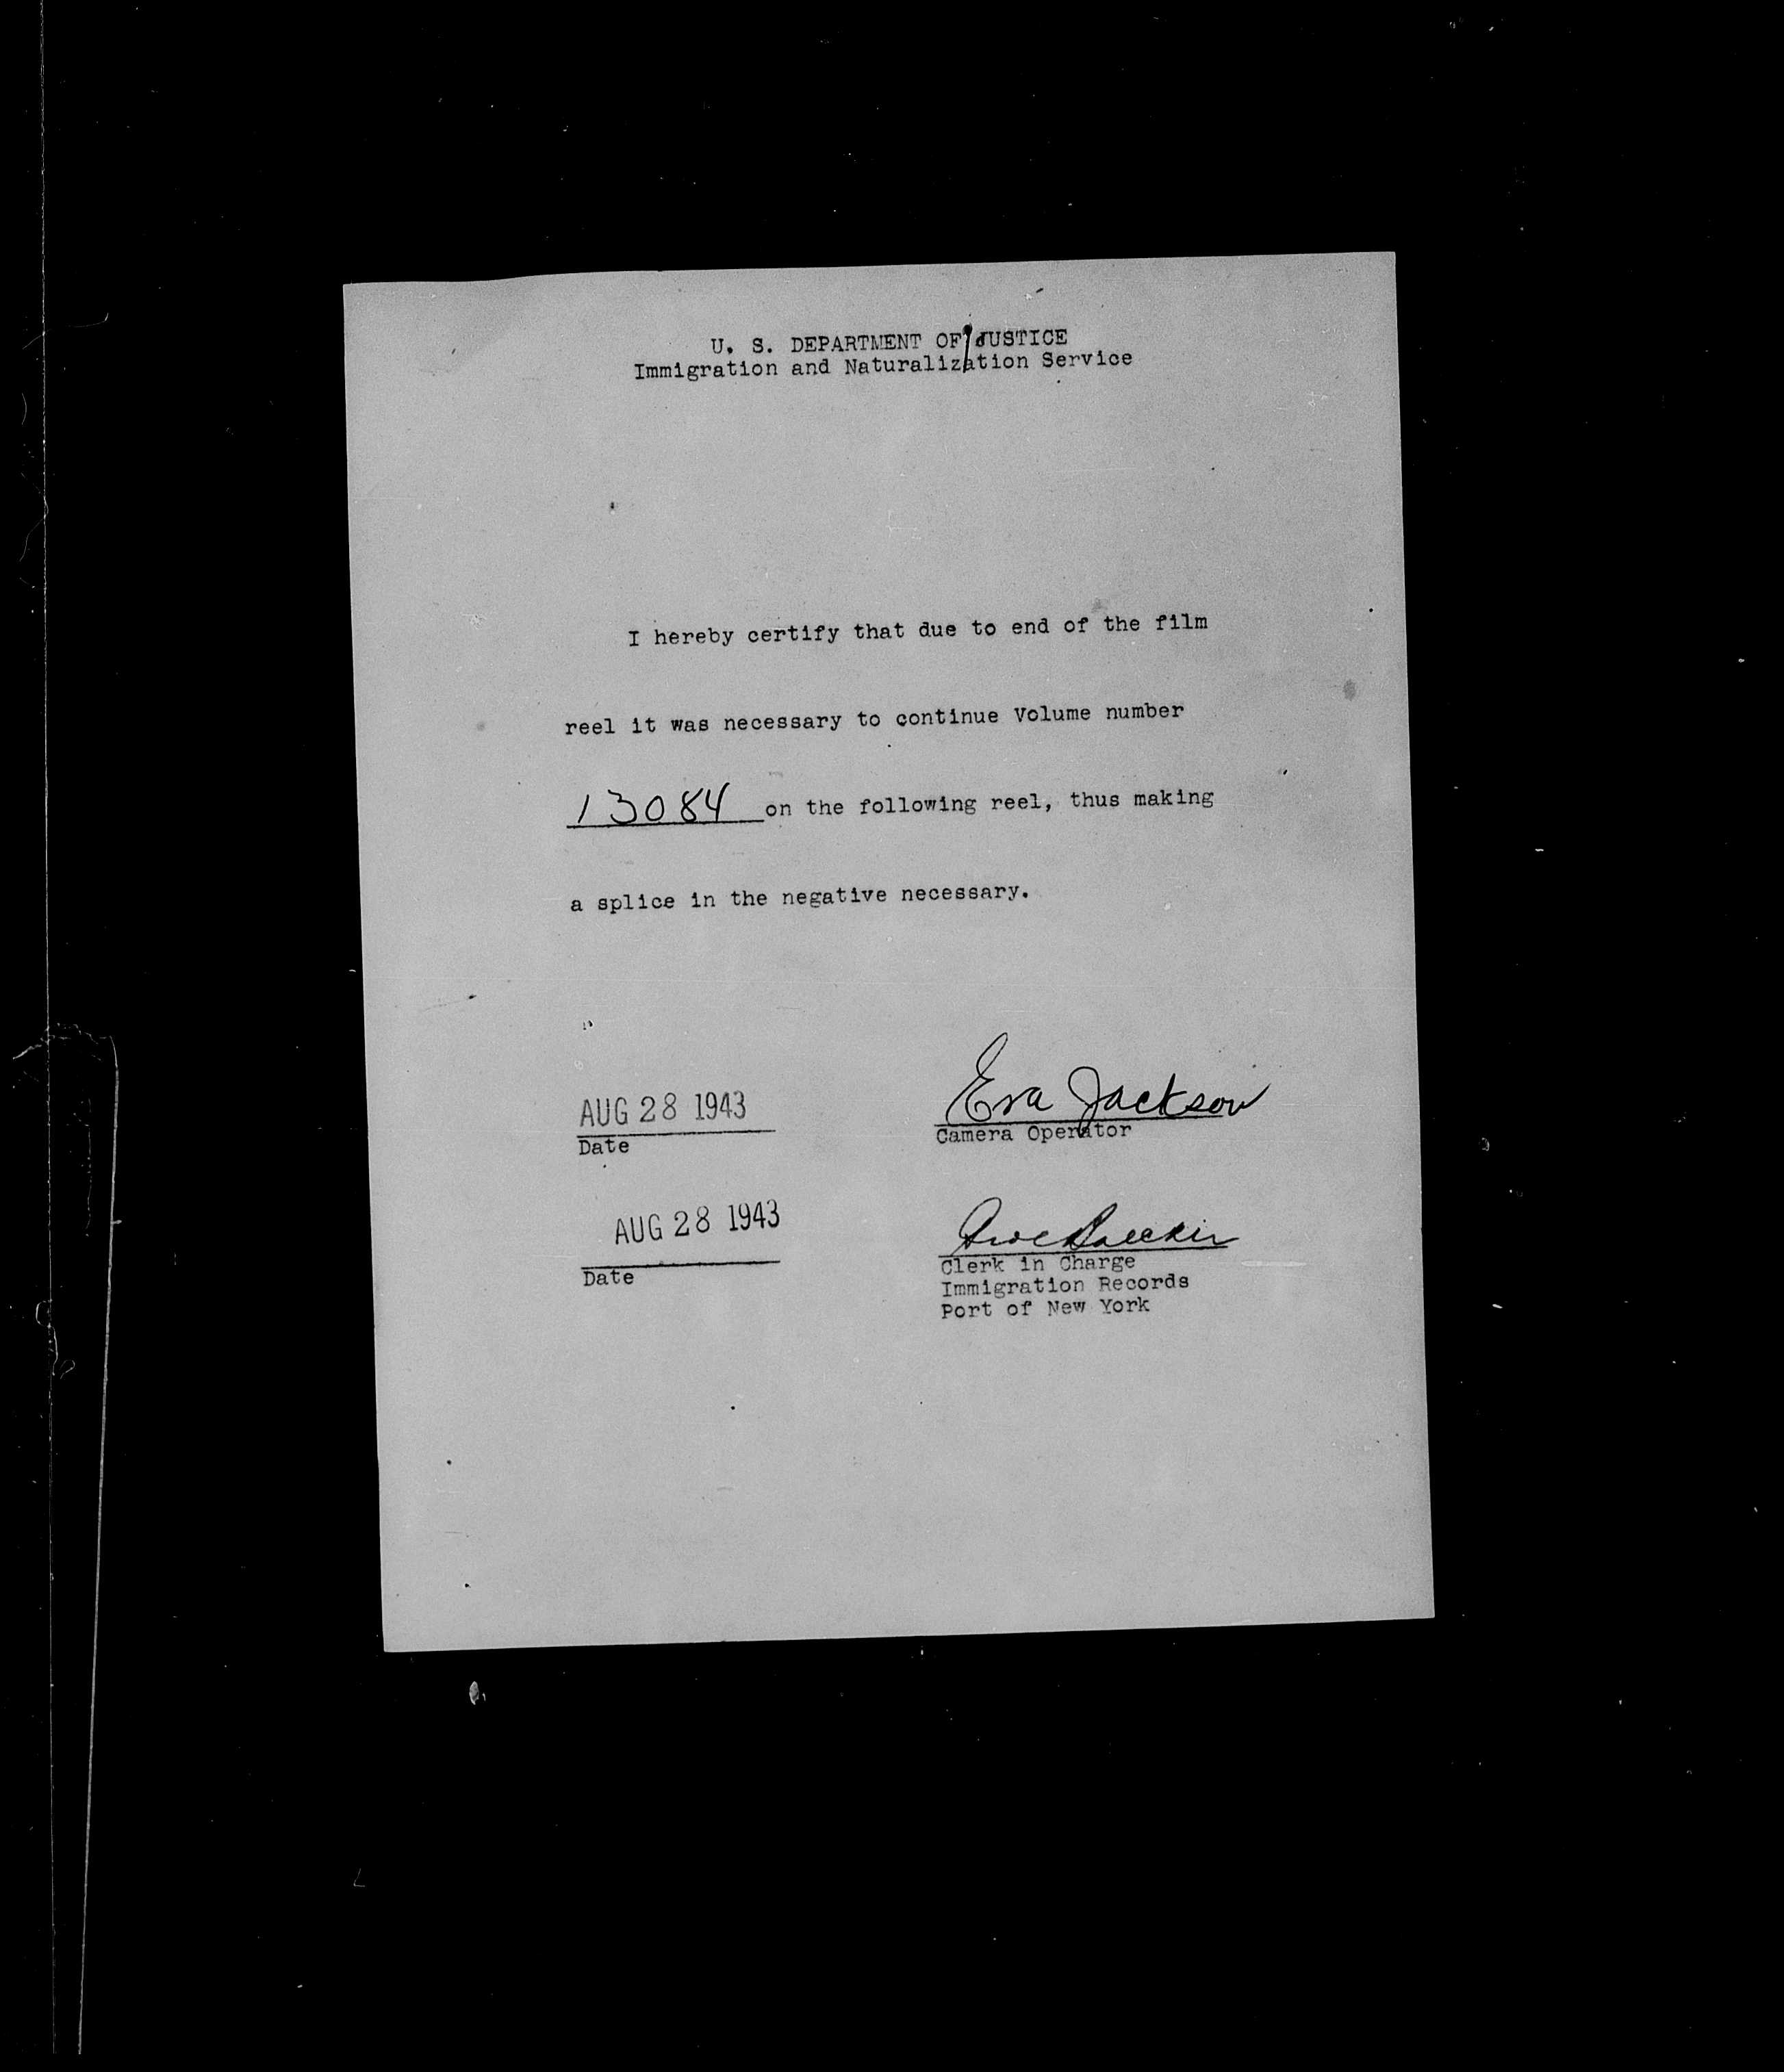 U. S. DEPARTMENT OF JUSTICE
Immigration and Naturalization Service
I hereby certify that due to end of the film
reel it was necessary to continue Volume number
13084 on the following reel, thus making
a splice in the negative necessary.
AUG 28 1943
Date
Eva Jackson
Camera Operator
AUG 28 1943
Date
Clerk in Charge
Immigration Records
Port of New York